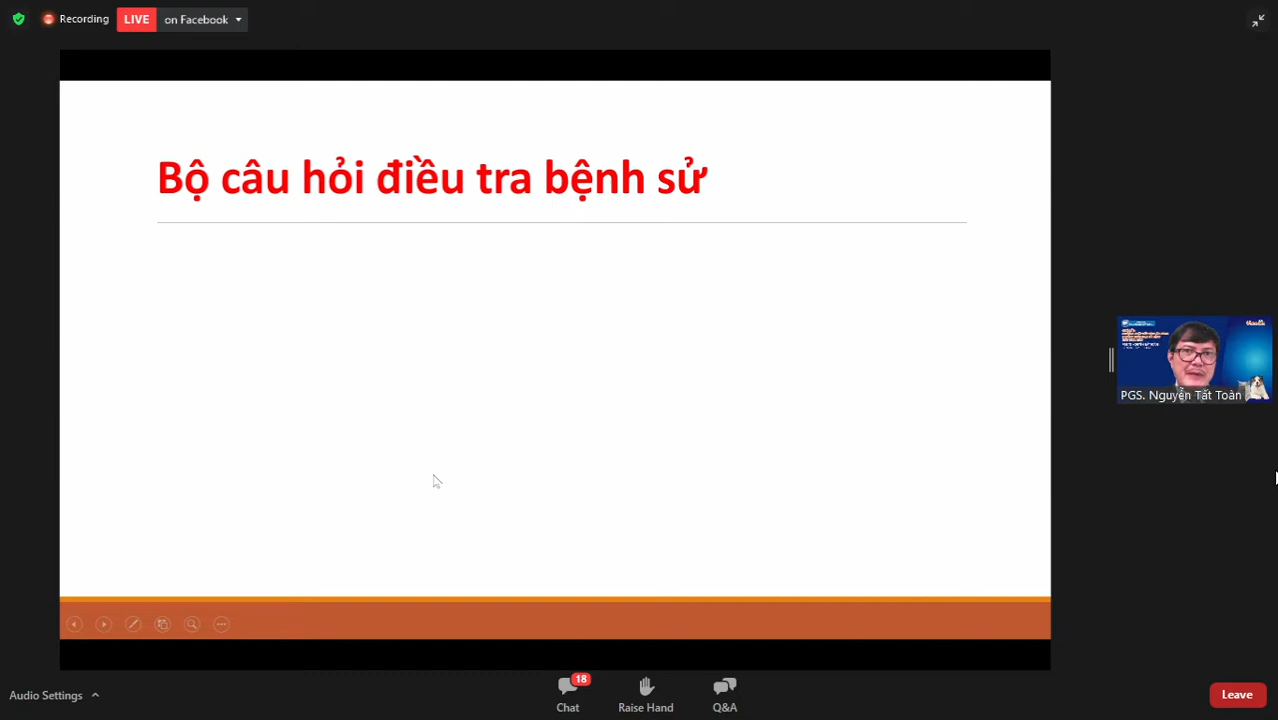 Recording
LIVE on Facebook
Bộ câu hỏi điều tra bệnh sử
PGS. Nguyễn Tất Toàn
Audio Settings
18
Chat
Raise Hand
Q&A
Leave